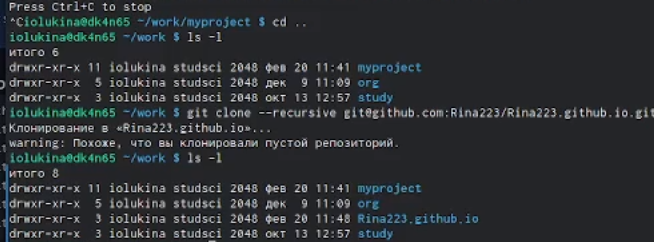 Press Ctrl+C to stop
^Ciolukina@dk4n65 ~/work/myproject $ cd ..
iolukina@dk4n65 ~/work $ ls -l
итого 6
drwxr-xr-x 11 iolukina studsci 2048 фев 20 11:41 myproject
drwxr-xr-x  5 iolukina studsci 2048 дек  9 11:09 org
drwxr-xr-x  3 iolukina studsci 2048 окт 13 12:57 study
iolukina@dk4n65 ~/work $ git clone --recursive git@github.com:Rina223/Rina223.github.io.git
Клонирование в «Rina223.github.io»...
warning: Похоже, что вы клонировали пустой репозиторий.
iolukina@dk4n65 ~/work $ ls -l
итого 8
drwxr-xr-x 11 iolukina studsci 2048 фев 20 11:41 myproject
drwxr-xr-x  5 iolukina studsci 2048 дек  9 11:09 org
drwxr-xr-x  3 iolukina studsci 2048 фев 20 11:48 Rina223.github.io
drwxr-xr-x  3 iolukina studsci 2048 окт 13 12:57 study